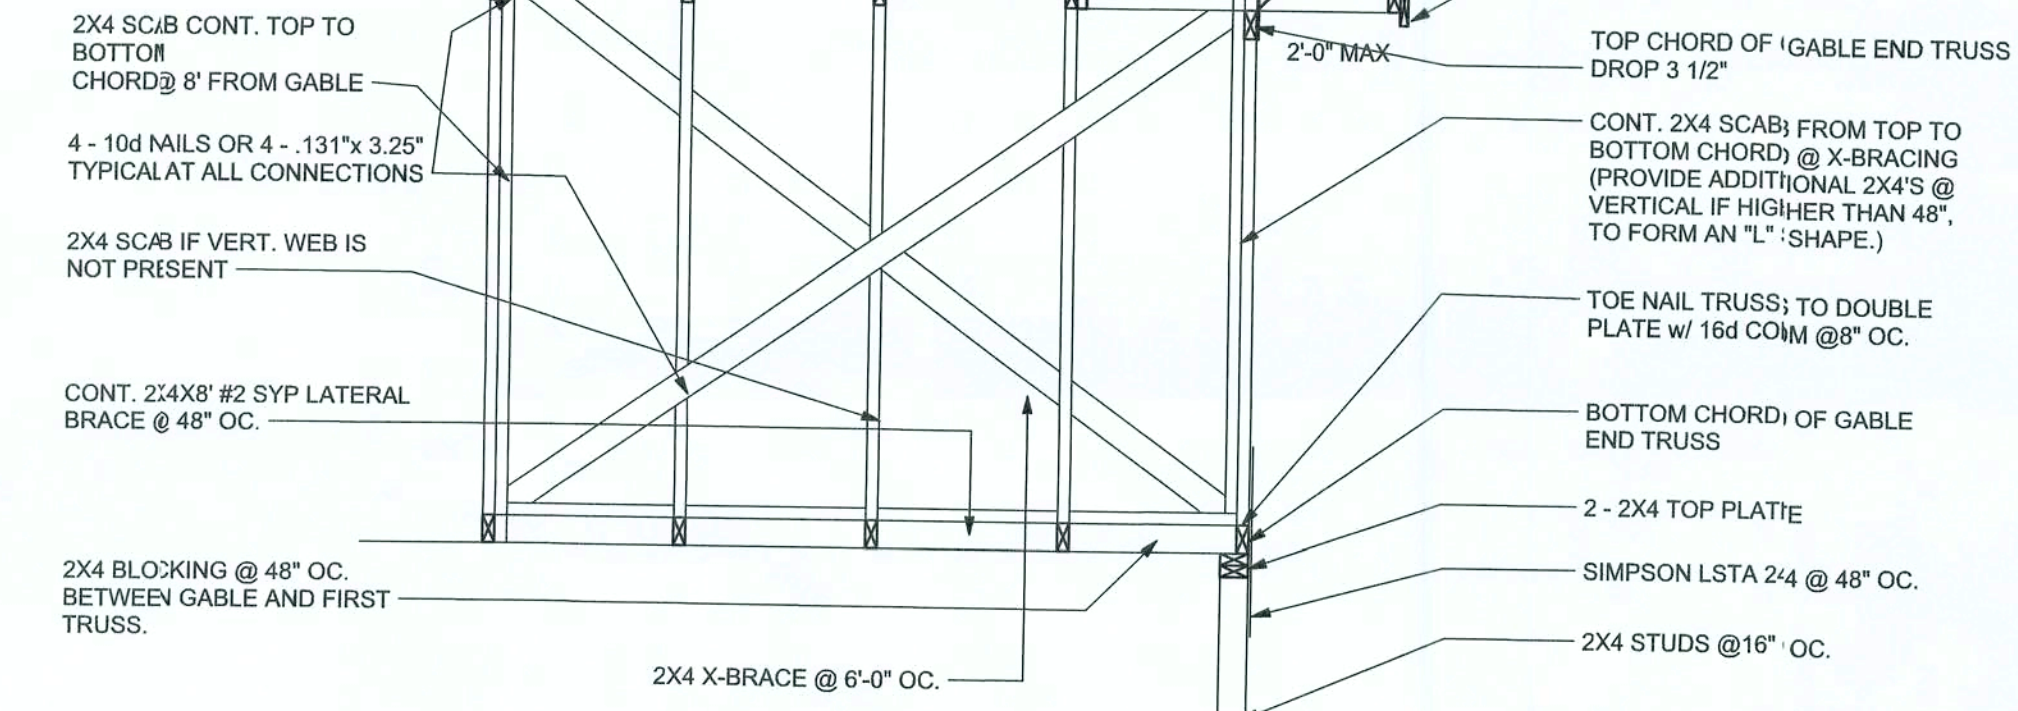 2X4 SCAB CONT. TOP TO
BOTTOM
CHORD@ 8' FROM GABLE
4 - 10d NAILS OR 4 - .131"x 3.25"
TYPICAL AT ALL CONNECTIONS
2X4 SCAB IF VERT. WEB IS
NOT PRESENT
CONT. 2X4X8' #2 SYP LATERAL
BRACE @ 48" OC.
2X4 BLOCKING @ 48" OC.
BETWEEN GABLE AND FIRST
TRUSS.
2X4 X-BRACE @ 6'-0" OC.
2'-0" MAX
TOP CHORD OF GABLE END TRUSS
DROP 3 1/2"
CONT. 2X4 SCAB FROM TOP TO
BOTTOM CHORD @ X-BRACING
(PROVIDE ADDITIONAL 2X4'S @
VERTICAL IF HIGHER THAN 48",
TO FORM AN "L" SHAPE.)
TOE NAIL TRUSS TO DOUBLE
PLATE w/ 16d COM @8" OC.
BOTTOM CHORD OF GABLE
END TRUSS
2 - 2X4 TOP PLATE
SIMPSON LSTA 24 @ 48" OC.
2X4 STUDS @16" OC.